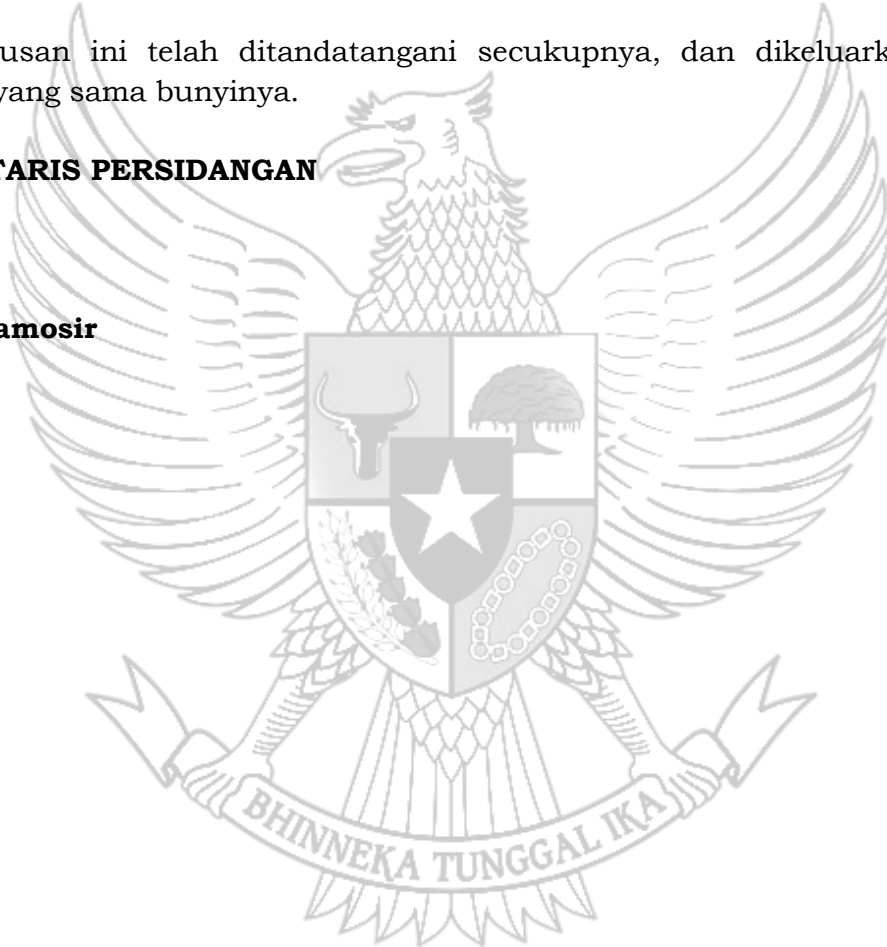 usan ini telah ditandatangani secukupnya, dan dikeluark
yang sama bunyinya.
TARIS PERSIDANGAN
amosir
BHINNEKA TUNGGAL IKA